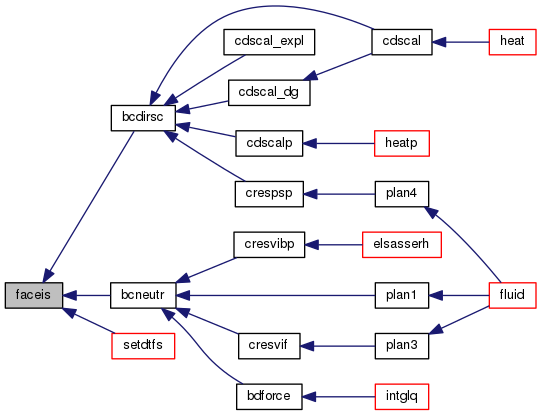 cdscal_expl
cdscal
heat
cdscal_dg
bcdirsc
cdscalp
heatp
crespsp
plan4
cresvibp
elsasserh
faceis
bcneutr
plan1
fluid
setdtfs
cresvif
plan3
bdforce
intglq